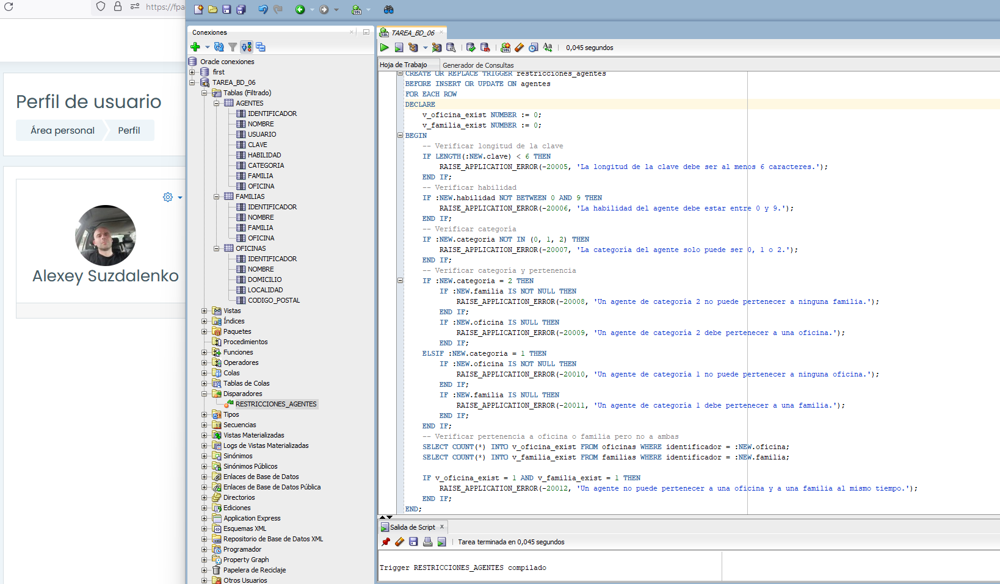 https://fpa
Perfil de usuario
Área personal
Perfil
Alexey Suzdalenko
Conexiones
Oracle conexiones
first
TAREA_BD_06
Tablas (Filtrado)
AGENTES
IDENTIFICADOR
NOMBRE
USUARIO
CLAVE
HABILIDAD
CATEGORIA
FAMILIA
OFICINA
FAMILIAS
IDENTIFICADOR
NOMBRE
FAMILIA
OFICINA
OFICINAS
IDENTIFICADOR
NOMBRE
DOMICILIO
LOCALIDAD
CODIGO_POSTAL
Vistas
Índices
Paquetes
Procedimientos
Funciones
Operadores
Colas
Tablas de Colas
Disparadores
RESTRICCIONES_AGENTES
Tipos
Secuencias
Vistas Materializadas
Logs de Vistas Materializadas
Sinónimos
Sinónimos Públicos
Enlaces de Base de Datos
Enlaces de Base de Datos Pública
Directorios
Ediciones
Application Express
Esquemas XML
Repositorio de Base de Datos XML
Programador
Property Graph
Papelera de Reciclaje
Otros Usuarios
TAREA_BD_06
0,045 segundos
Hoja de Trabajo
Generador de Consultas
CREATE OR REPLACE TRIGGER restricciones_agentes
BEFORE INSERT OR UPDATE ON agentes
FOR EACH ROW
DECLARE
v_oficina_exist NUMBER := 0;
v_familia_exist NUMBER := 0;
BEGIN
-- Verificar longitud de la clave
IF LENGTH(:NEW.clave) < 6 THEN
RAISE_APPLICATION_ERROR(-20005, 'La longitud de la clave debe ser al menos 6 caracteres.');
END IF;
-- Verificar habilidad
IF :NEW.habilidad NOT BETWEEN 0 AND 9 THEN
RAISE_APPLICATION_ERROR(-20006, 'La habilidad del agente debe estar entre 0 y 9.');
END IF;
-- Verificar categoría
IF :NEW.categoria NOT IN (0, 1, 2) THEN
RAISE_APPLICATION_ERROR(-20007, 'La categoría del agente solo puede ser 0, 1 o 2.');
END IF;
-- Verificar categoría y pertenencia
IF :NEW.categoria = 2 THEN
IF :NEW.familia IS NOT NULL THEN
RAISE_APPLICATION_ERROR(-20008, 'Un agente de categoría 2 no puede pertenecer a ninguna familia.');
END IF;
IF :NEW.oficina IS NULL THEN
RAISE_APPLICATION_ERROR(-20009, 'Un agente de categoría 2 debe pertenecer a una oficina.');
END IF;
ELSIF :NEW.categoria = 1 THEN
IF :NEW.oficina IS NOT NULL THEN
RAISE_APPLICATION_ERROR(-20010, 'Un agente de categoría 1 no puede pertenecer a ninguna oficina.');
END IF;
IF :NEW.familia IS NULL THEN
RAISE_APPLICATION_ERROR(-20011, 'Un agente de categoría 1 debe pertenecer a una familia.');
END IF;
END IF;
-- Verificar pertenencia a oficina o familia pero no a ambas
SELECT COUNT(*) INTO v_oficina_exist FROM oficinas WHERE identificador = :NEW.oficina;
SELECT COUNT(*) INTO v_familia_exist FROM familias WHERE identificador = :NEW.familia;
IF v_oficina_exist = 1 AND v_familia_exist = 1 THEN
RAISE_APPLICATION_ERROR(-20012, 'Un agente no puede pertenecer a una oficina y a una familia al mismo tiempo.');
END IF;
END;
Salida de Script
Tarea terminada en 0,045 segundos
Trigger RESTRICCIONES_AGENTES compilado